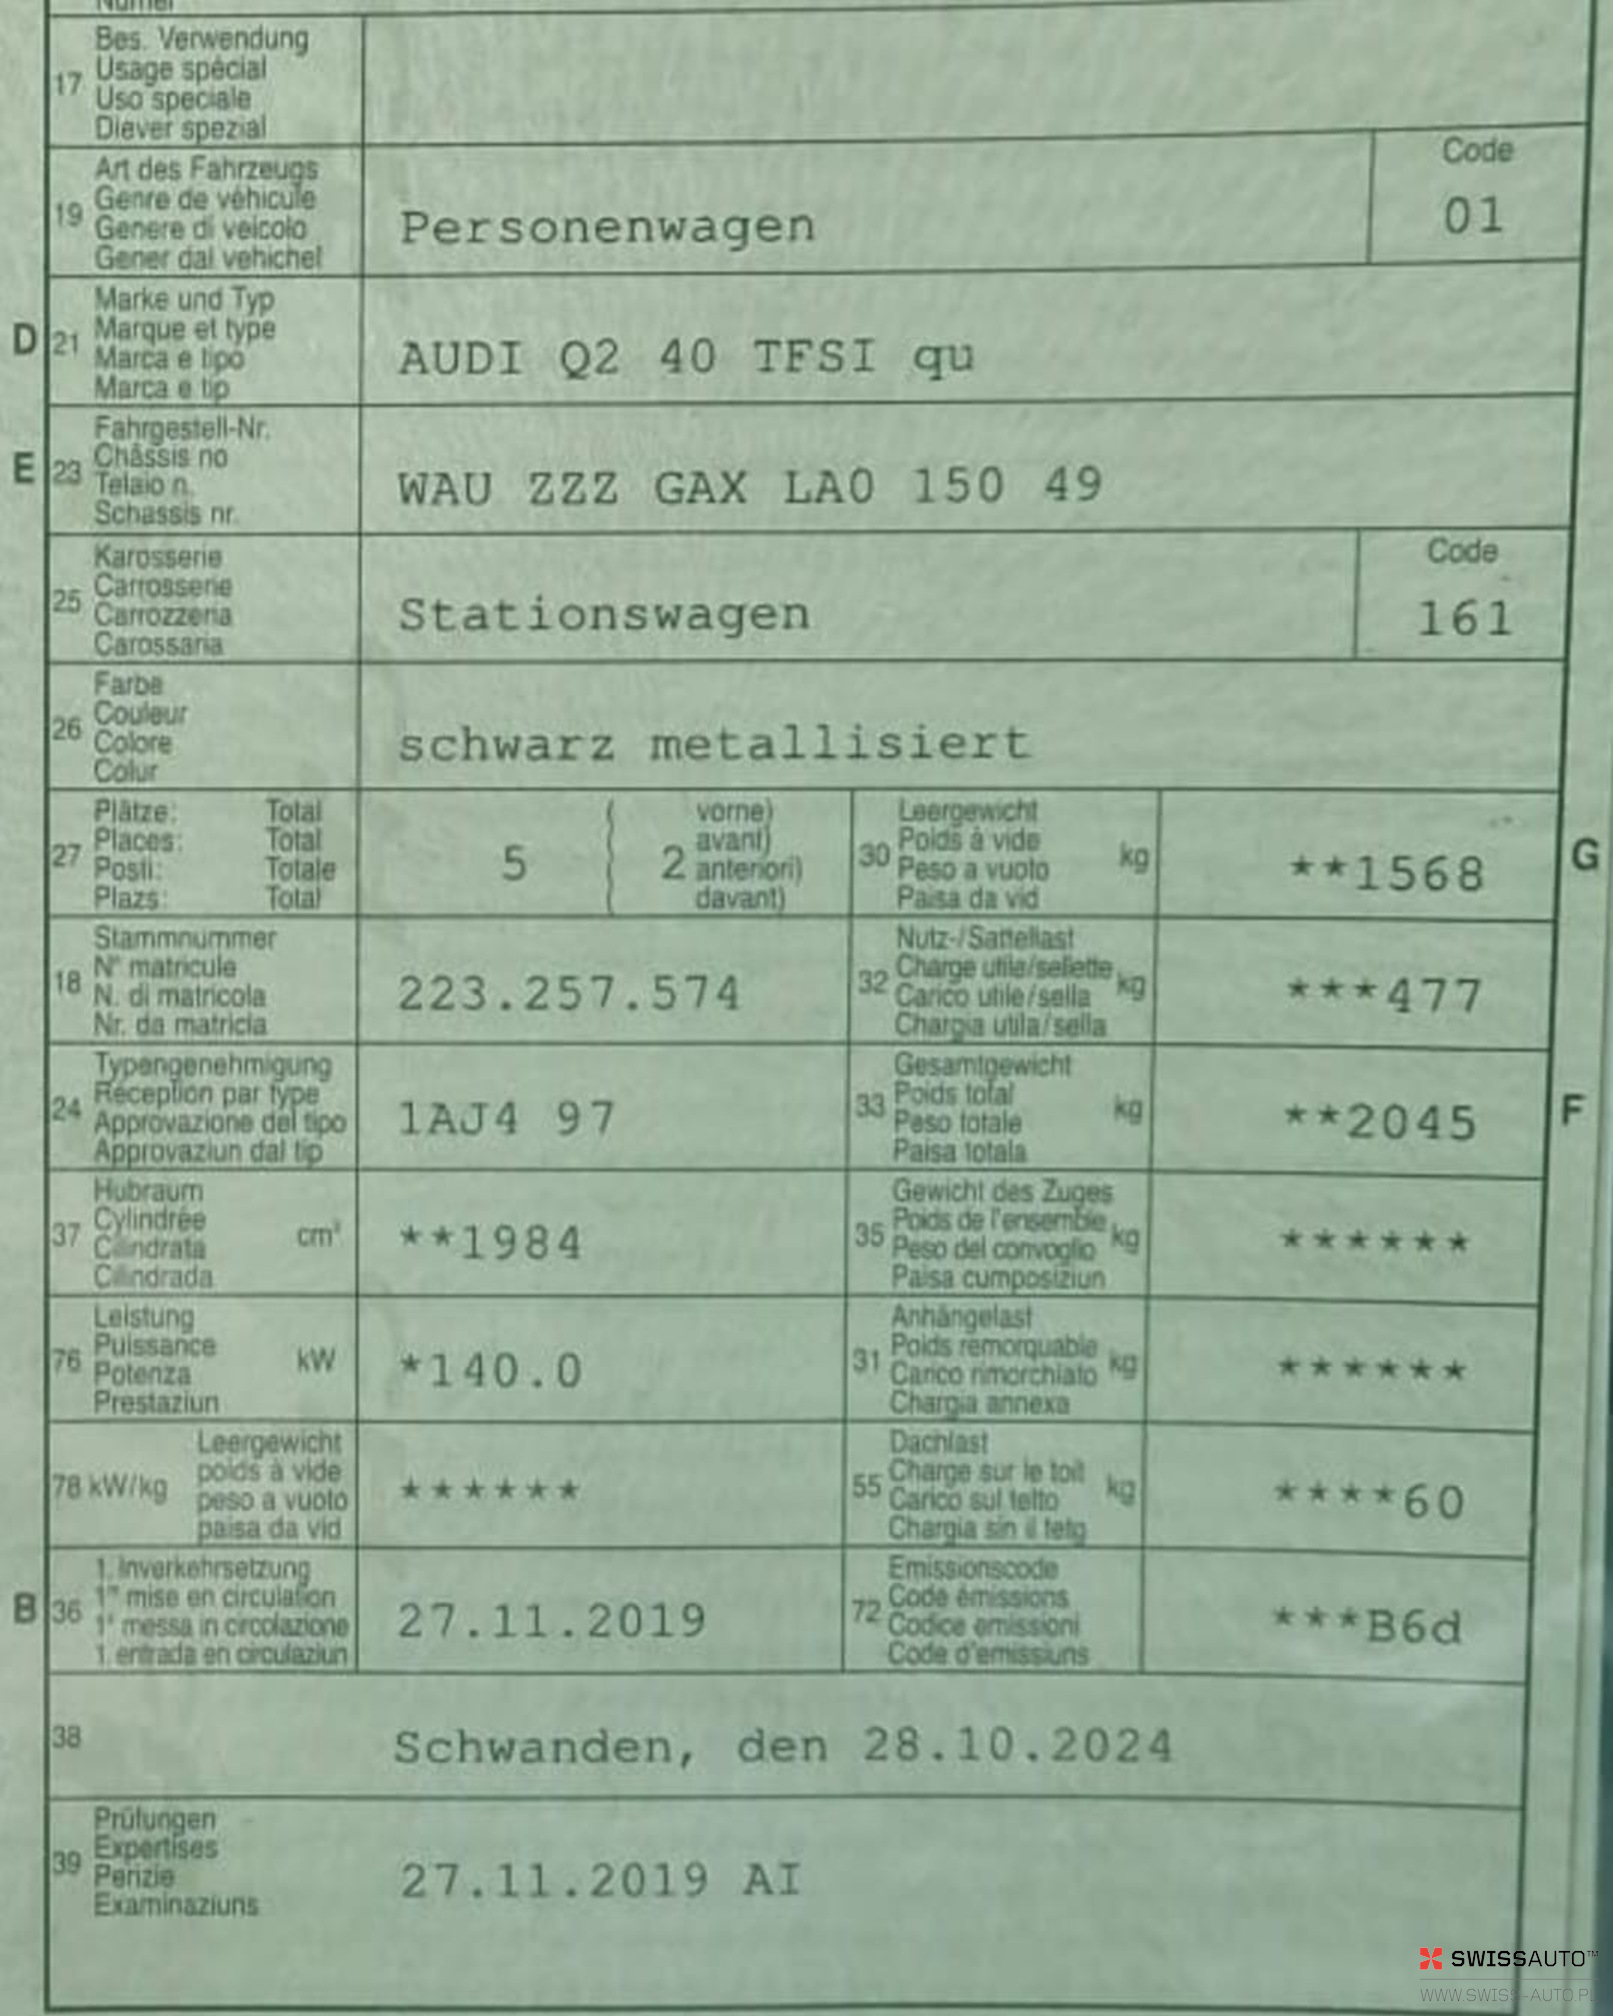 Numer
17 Bes. Verwendung
Usage spécial
Uso speciale
Diever spezial
19 Art des Fahrzeugs
Genre de véhicule
Genere di veicolo
Gener dal vehichel
Personenwagen
Code
01
D 21 Marke und Typ
Marque et type
Marca e tipo
Marca e tip
AUDI Q2 40 TFSI qu
E 23 Fahrgestell-Nr.
Châssis no
Telaio n.
Schassis nr.
WAU ZZZ GAX LA0 150 49
25 Karosserie
Carrosserie
Carrozzeria
Carossaria
Stationswagen
Code
161
26 Farbe
Couleur
Colore
Colur
schwarz metallisiert
27 Plätze: Total
Places: Total
Posti: Totale
Plazs: Total
5 ( 2 vorne)
avant)
anteriori)
davant)
30 Leergewicht
Poids à vide
Peso a vuoto
Paisa da vid
kg
**1568
G
18 Stammnummer
N° matricule
N. di matricola
Nr. da matricla
223.257.574
32 Nutz-/Sattellast
Charge utile/sellette
Carico utile/sella
Chargia utila/sella
kg
***477
24 Typengenehmigung
Réception par type
Approvazione del tipo
Approvaziun dal tip
1AJ4 97
33 Gesamtgewicht
Poids total
Peso totale
Paisa totala
kg
**2045
F
37 Hubraum
Cylindrée
Cilindrata
Cilindrada
cm³
**1984
35 Gewicht des Zuges
Poids de l'ensemble
Peso del convoglio
Paisa cumposiziun
kg
******
76 Leistung
Puissance
Potenza
Prestaziun
kW
*140.0
31 Anhängelast
Poids remorquable
Carico rimorchiato
Chargia annexa
kg
******
78 kW/kg
Leergewicht
poids à vide
peso a vuoto
paisa da vid
******
55 Dachlast
Charge sur le toit
Carico sul tetto
Chargia sin il tetg
kg
****60
B 36 1. Inverkehrsetzung
1re mise en circulation
1a messa in circolazione
1. entrada en circulaziun
27.11.2019
72 Emissionscode
Code émissions
Codice emissioni
Code d'emissiuns
***B6d
38 Schwanden, den 28.10.2024
39 Prüfungen
Expertises
Perizie
Examinaziuns
27.11.2019 AI
SWISSAUTO™
WWW.SWISS-AUTO.PL